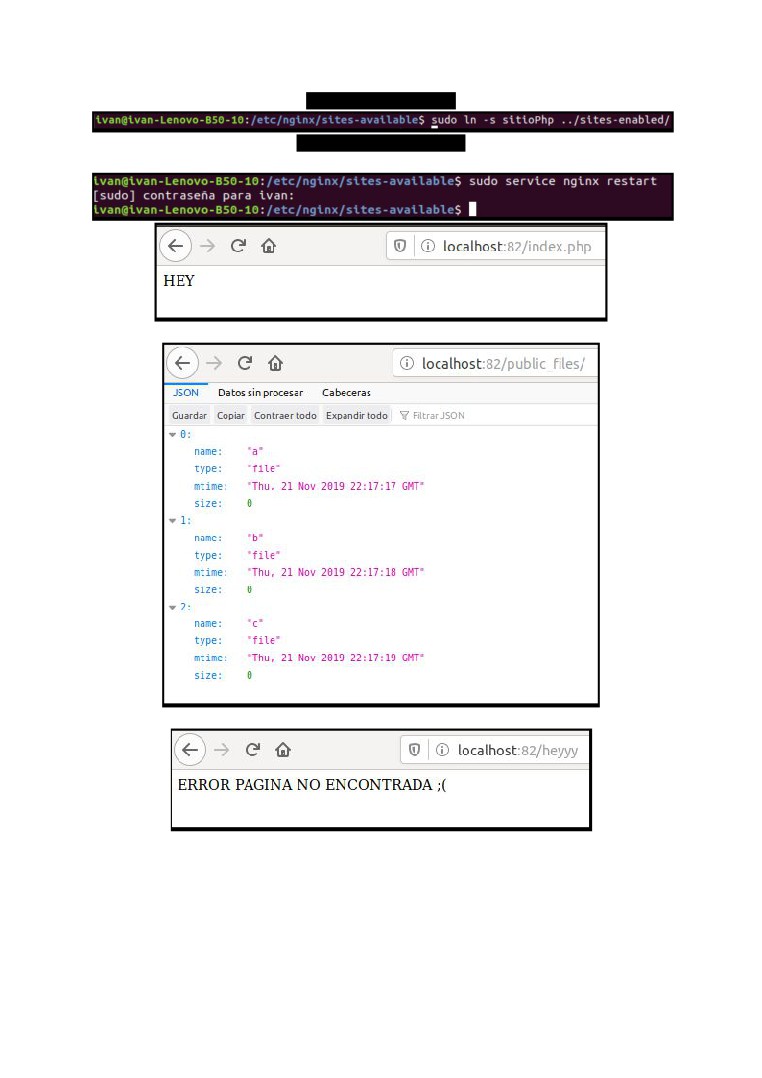 ivan@ivan-Lenovo-B50-10:/etc/nginx/sites-available$ sudo ln -s sitioPhp ../sites-enabled/
ivan@ivan-Lenovo-B50-10:/etc/nginx/sites-available$ sudo service nginx restart
[sudo] contraseña para ivan:
ivan@ivan-Lenovo-B50-10:/etc/nginx/sites-available$
localhost:82/index.php
HEY
localhost:82/public_files/
JSON Datos sin procesar Cabeceras
Guardar Copiar Contraer todo Expandir todo Filtrar JSON
0:
name: "a"
type: "file"
mtime: "Thu, 21 Nov 2019 22:17:17 GMT"
size: 0
1:
name: "b"
type: "file"
mtime: "Thu, 21 Nov 2019 22:17:18 GMT"
size: 0
2:
name: "c"
type: "file"
mtime: "Thu, 21 Nov 2019 22:17:19 GMT"
size: 0
localhost:82/heyyy
ERROR PAGINA NO ENCONTRADA ;(